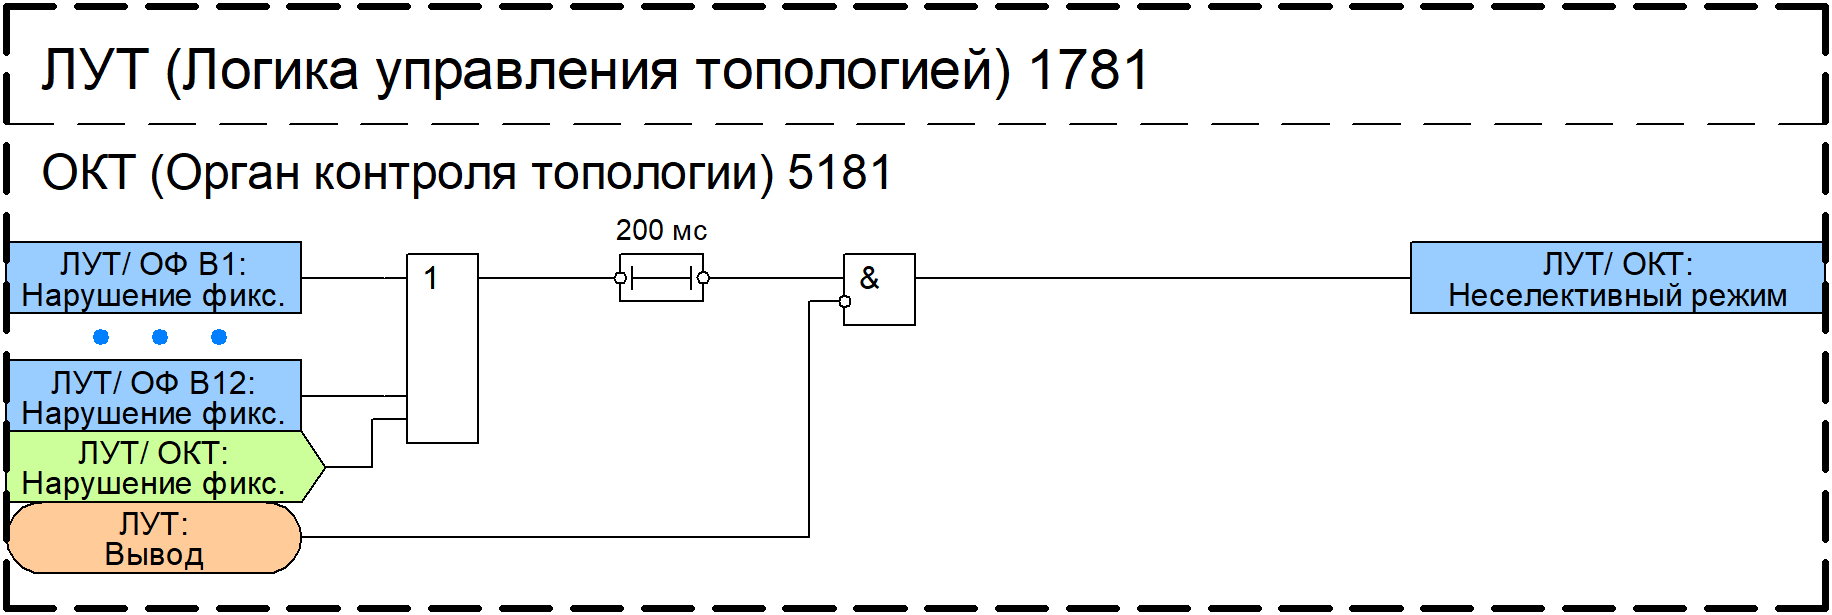 ЛУТ (Логика управления топологией) 1781
ОКТ (Орган контроля топологии) 5181
200 мс
ЛУТ/ ОФ В1:
Нарушение фикс.
1
&
ЛУТ/ ОКТ:
Неселективный режим
ЛУТ/ ОФ В12:
Нарушение фикс.
ЛУТ/ ОКТ:
Нарушение фикс.
ЛУТ:
Вывод